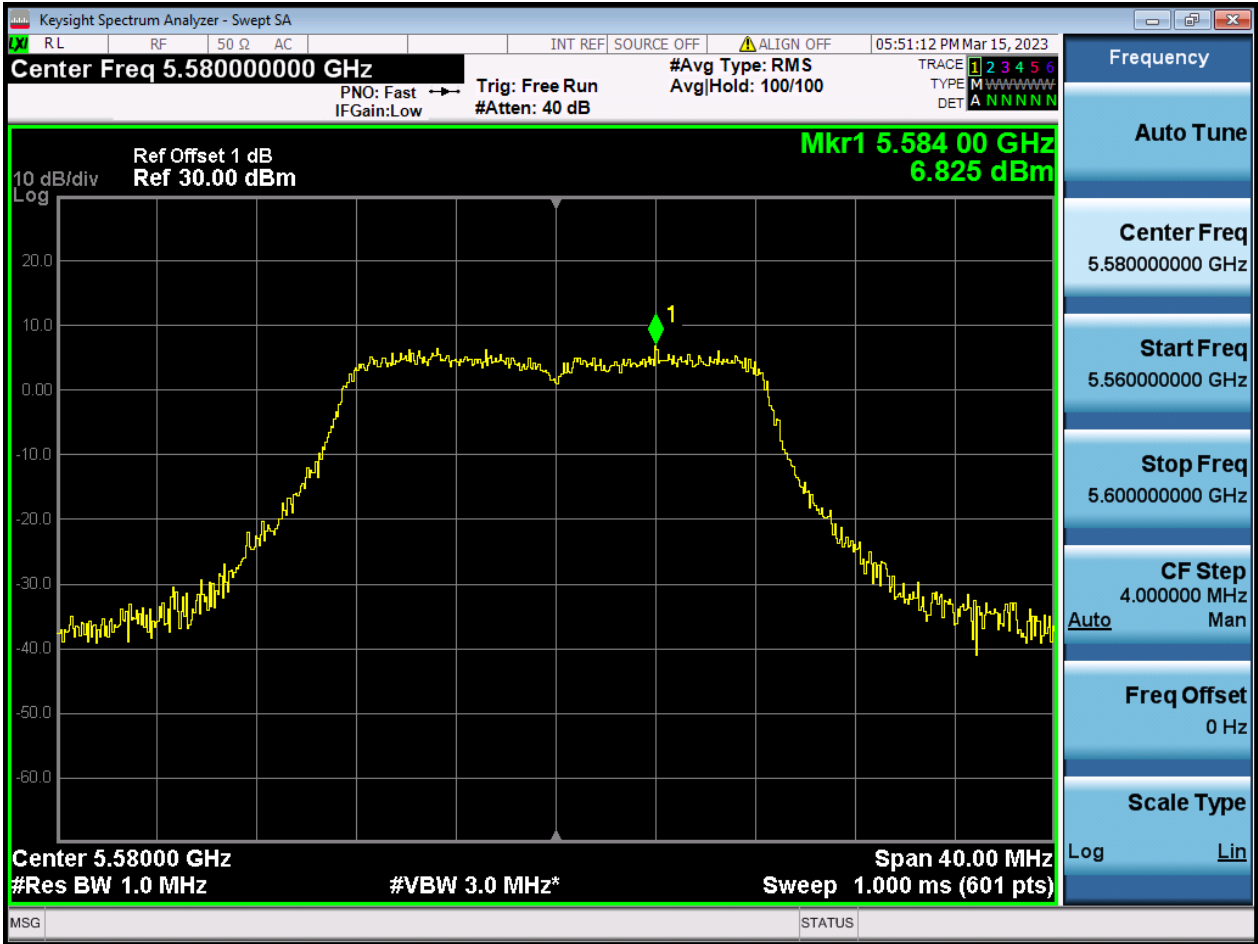 Keysight Spectrum Analyzer - Swept SA
LXI RL RF 50 Ω AC INT REF SOURCE OFF ALIGN OFF 05:51:12 PM Mar 15, 2023
Center Freq 5.580000000 GHz
PNO: Fast
IFGain:Low
Trig: Free Run
#Atten: 40 dB
#Avg Type: RMS
Avg|Hold: 100/100
TRACE 1 2 3 4 5 6
TYPE M WWWWW
DET A N N N N N
Mkr1 5.584 00 GHz
6.825 dBm
Ref Offset 1 dB
10 dB/div Ref 30.00 dBm
Log
20.0
10.0
0.00
-10.0
-20.0
-30.0
-40.0
-50.0
-60.0
1
Center 5.58000 GHz Span 40.00 MHz
#Res BW 1.0 MHz #VBW 3.0 MHz* Sweep 1.000 ms (601 pts)
MSG STATUS
Frequency
Auto Tune
Center Freq
5.580000000 GHz
Start Freq
5.560000000 GHz
Stop Freq
5.600000000 GHz
CF Step
4.000000 MHz
Auto Man
Freq Offset
0 Hz
Scale Type
Log Lin